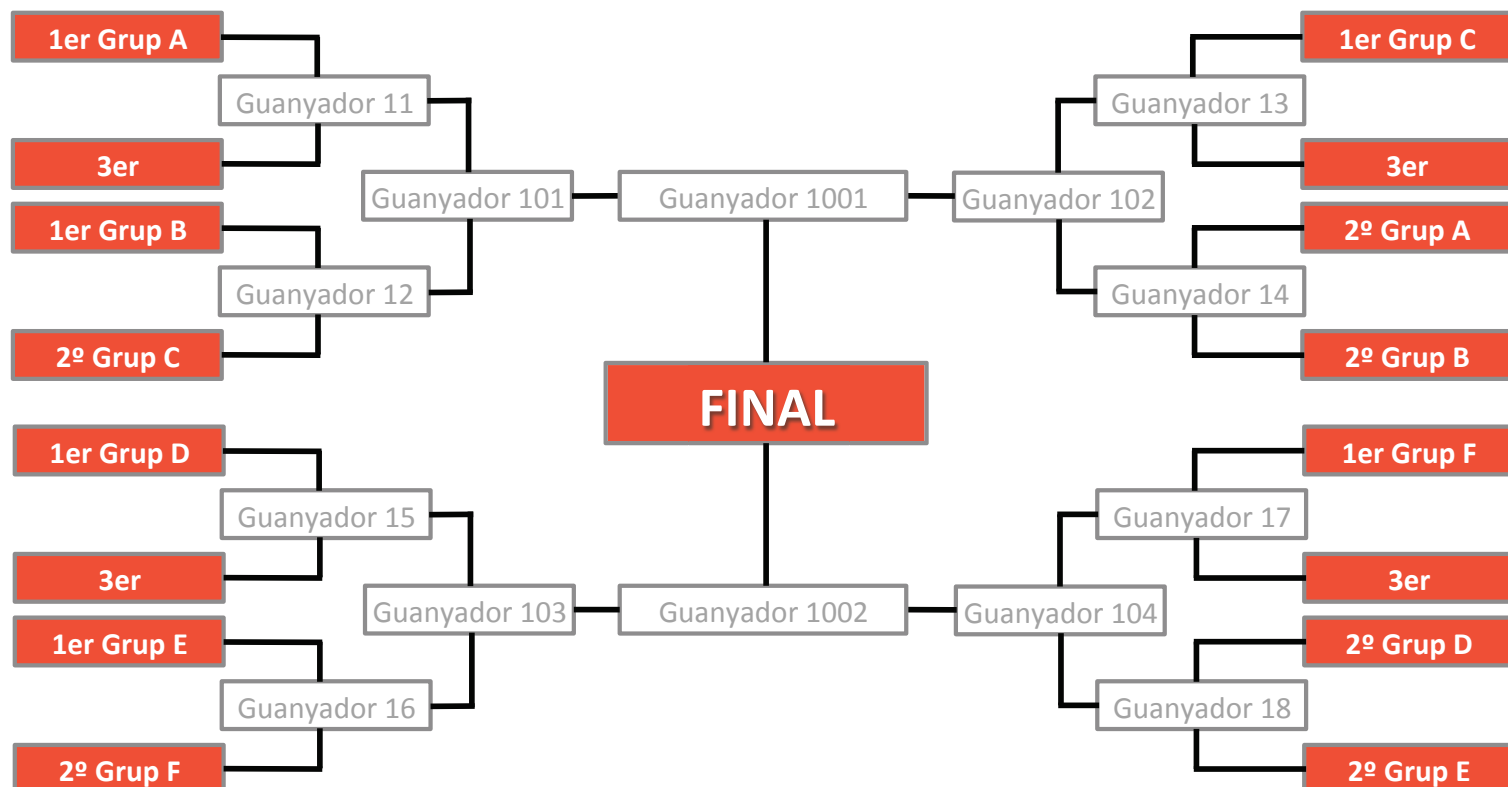 1er Grup A
1er Grup C
Guanyador 11
Guanyador 13
3er
3er
Guanyador 101
Guanyador 1001
Guanyador 102
1er Grup B
2º Grup A
Guanyador 12
Guanyador 14
2º Grup C
2º Grup B
FINAL
1er Grup D
1er Grup F
Guanyador 15
Guanyador 17
3er
3er
Guanyador 103
Guanyador 1002
Guanyador 104
1er Grup E
2º Grup D
Guanyador 16
Guanyador 18
2º Grup F
2º Grup E